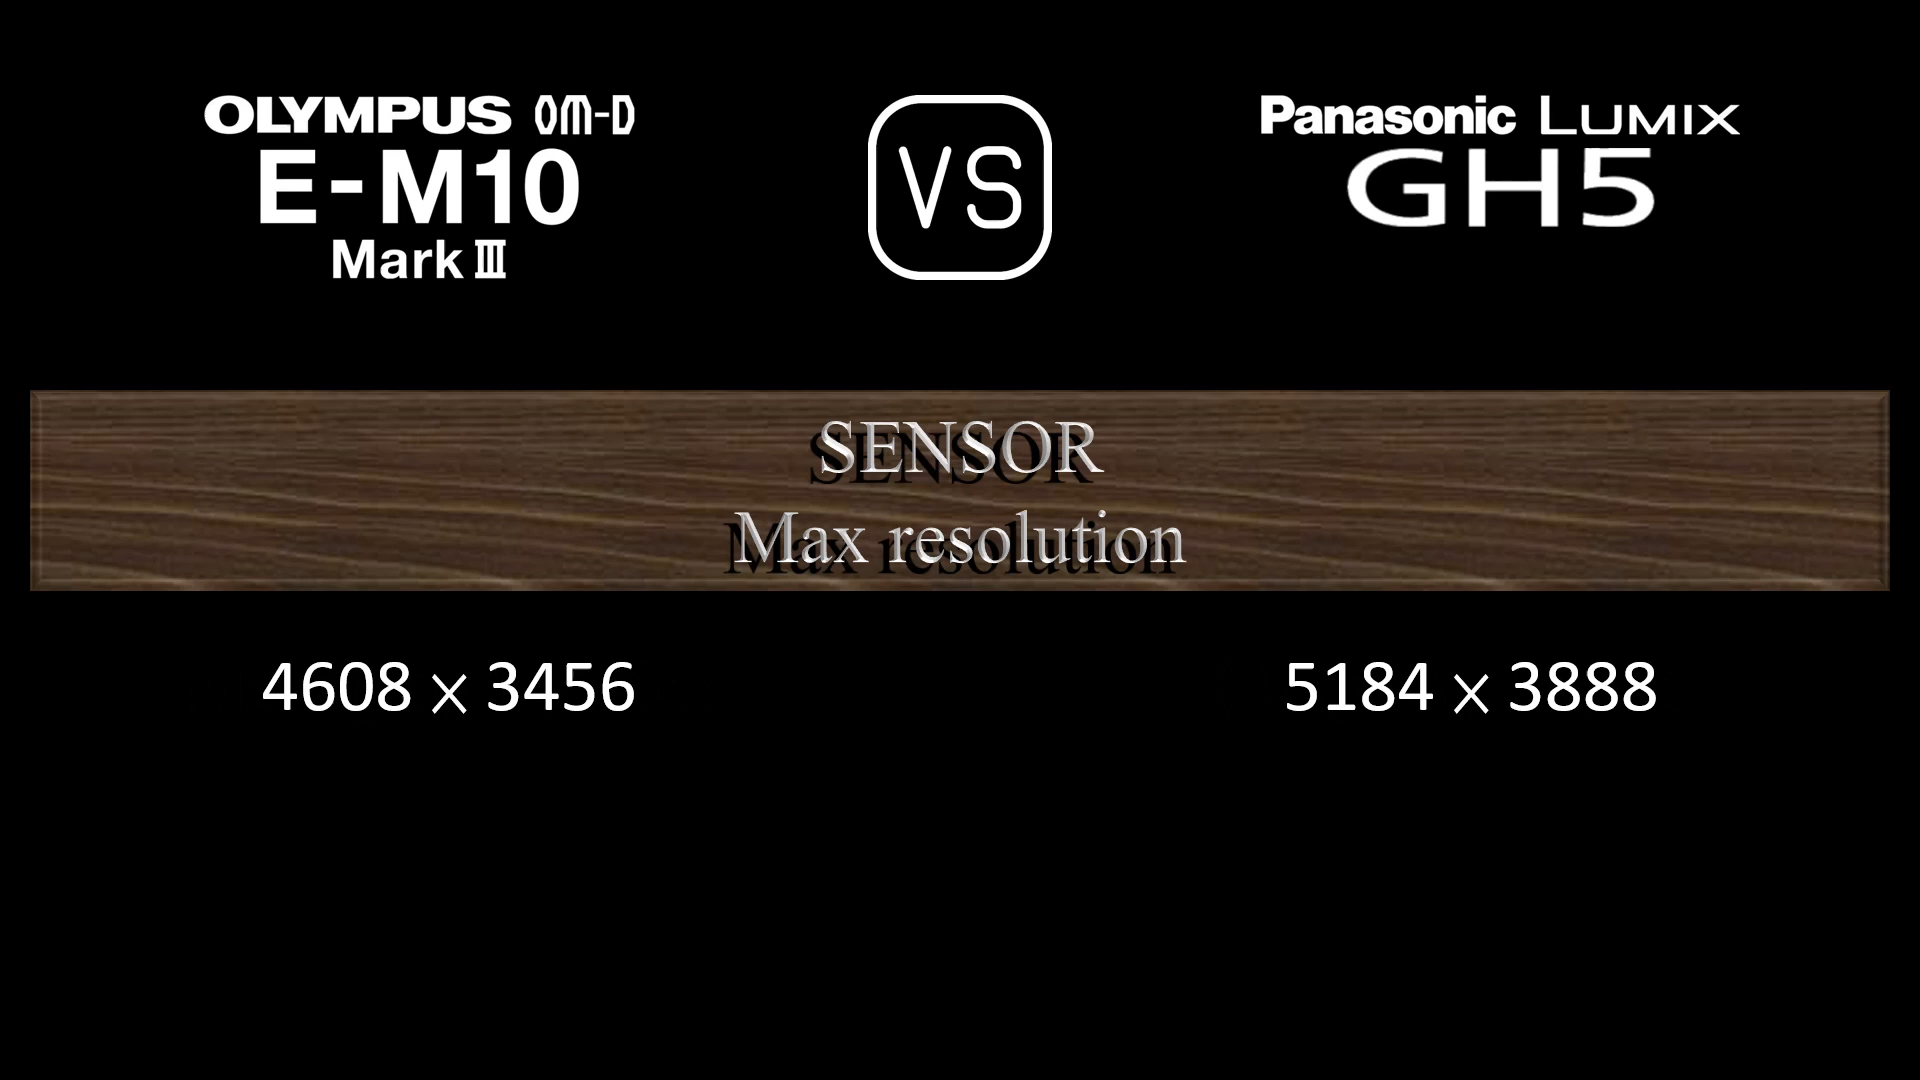 OLYMPUS OM-D
E-M10
Mark III
VS
Panasonic LUMIX
GH5
SENSOR
Max resolution
4608 x 3456
5184 x 3888